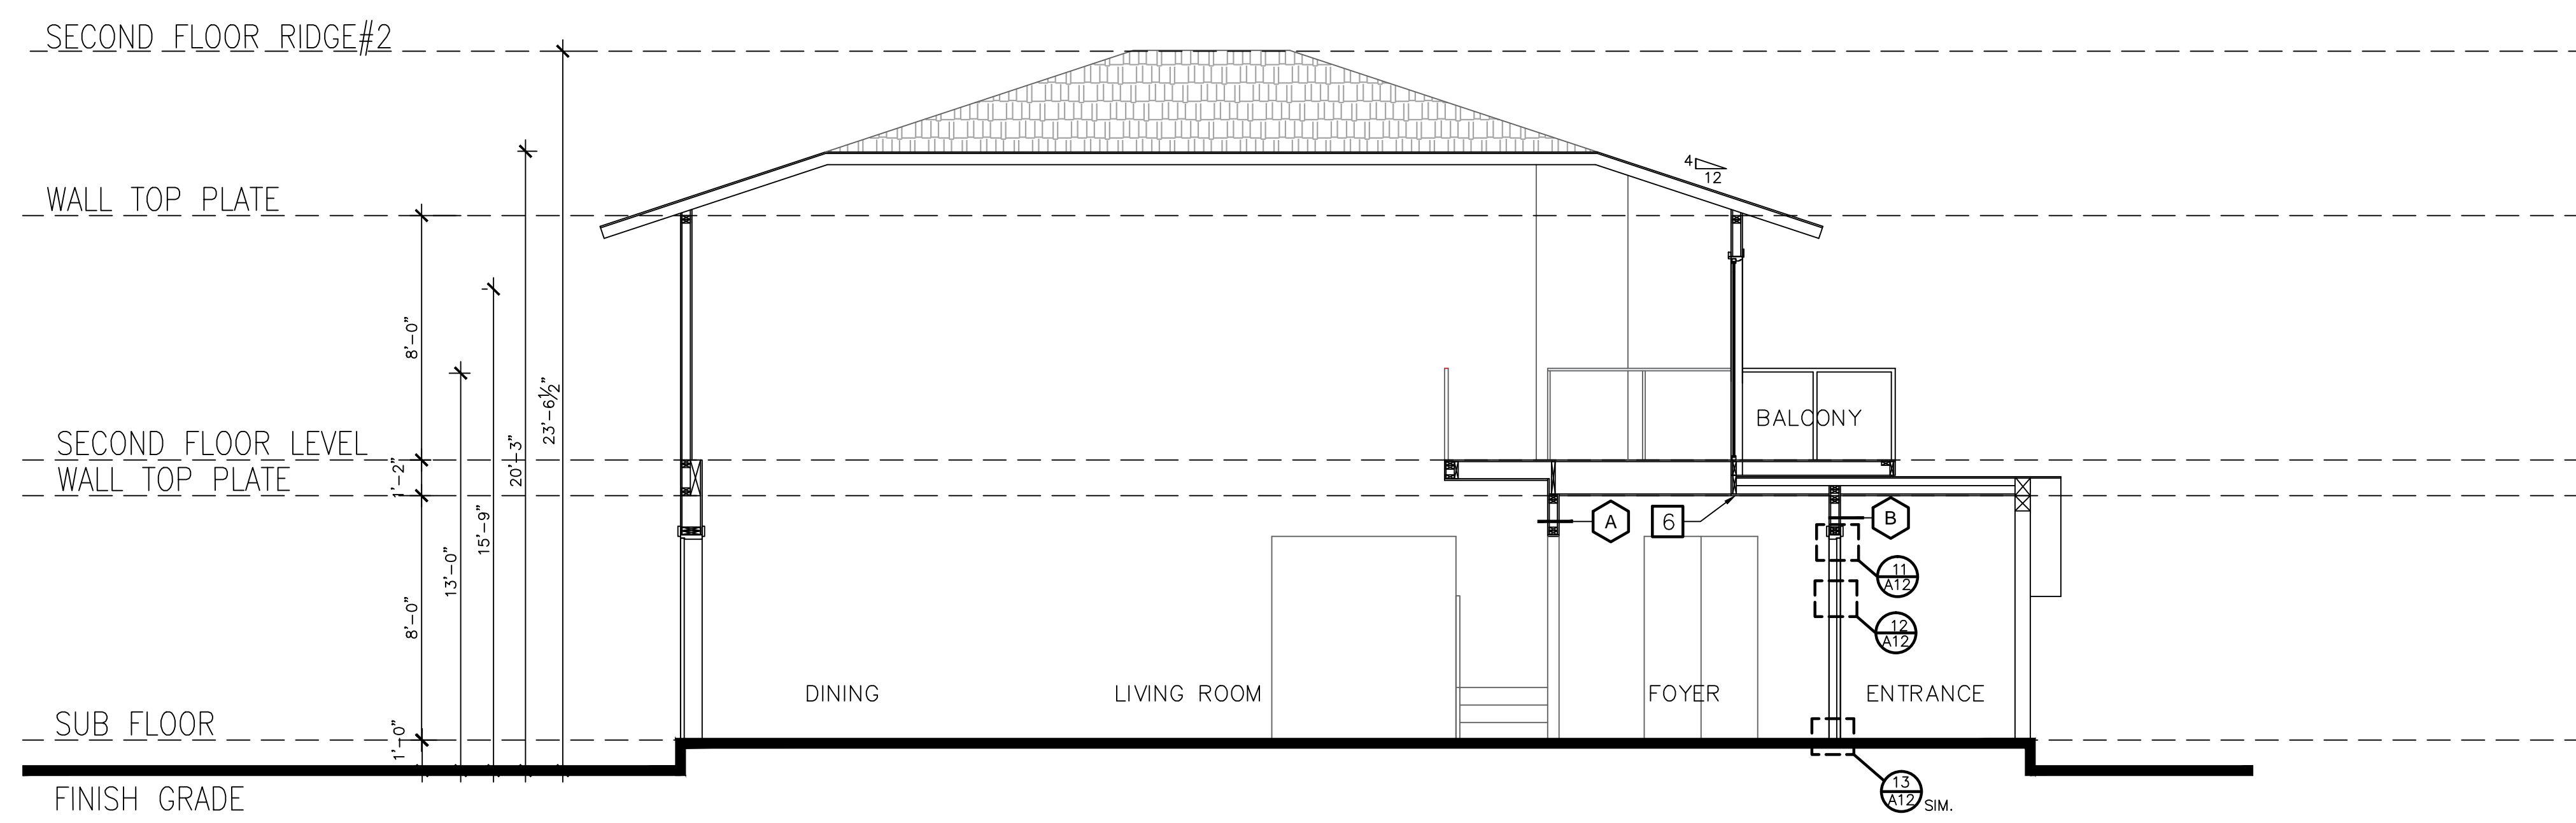 SECOND FLOOR RIDGE#2
4
12
WALL TOP PLATE
8'-0"
23'-6½"
BALCONY
SECOND FLOOR LEVEL
20'-3"
1'-2"
WALL TOP PLATE
15'-9"
A
6
B
13'-0"
11
A12
8'-0"
12
A12
DINING
LIVING ROOM
FOYER
ENTRANCE
SUB FLOOR
1'-0"
13
A12
SIM.
FINISH GRADE